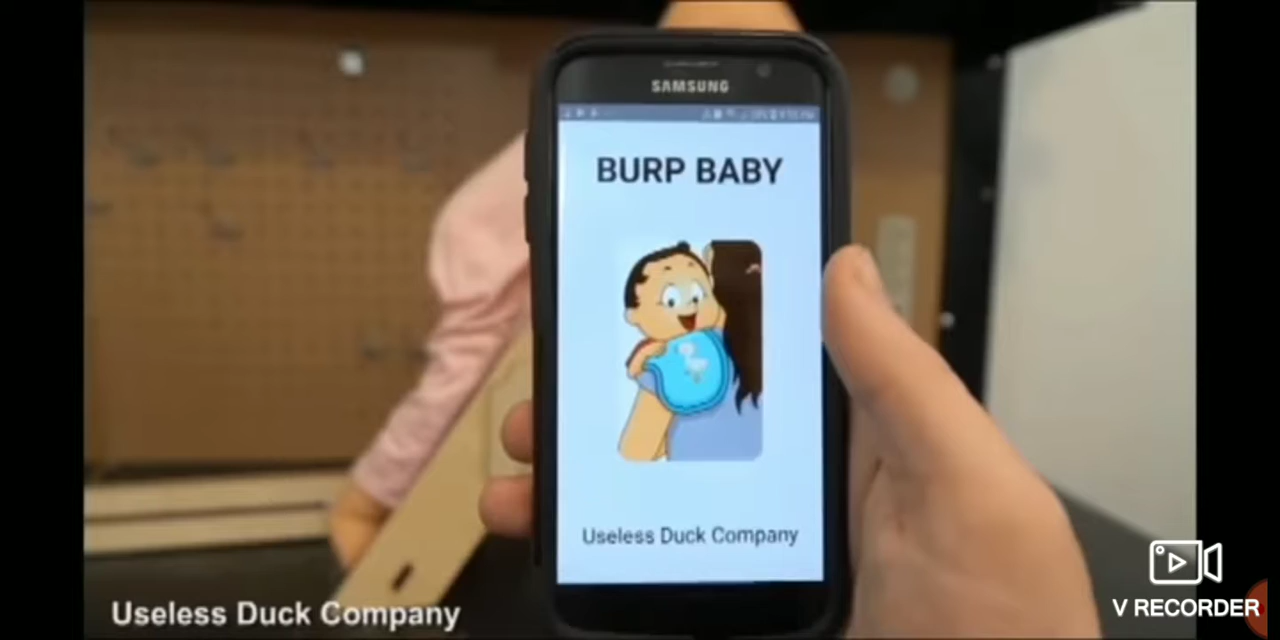 SAMSUNG
BURP BABY
Useless Duck Company
Useless Duck Company
V RECORDER